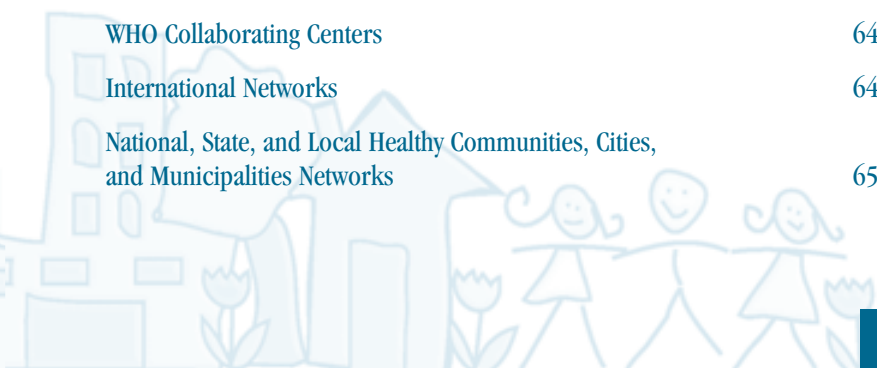 WHO Collaborating Centers 64
International Networks 64
National, State, and Local Healthy Communities, Cities,
and Municipalities Networks 65